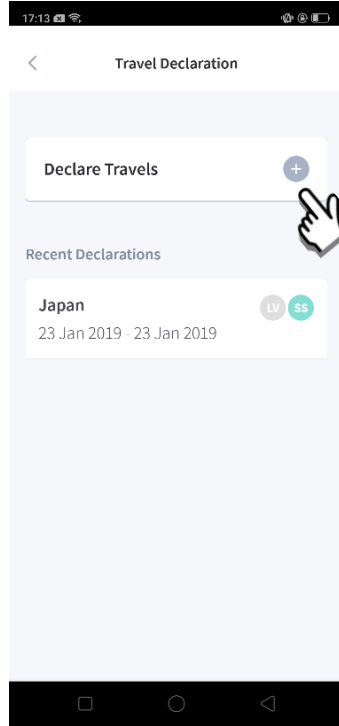 17:13
Travel Declaration
Declare Travels
Recent Declarations
Japan
LV SS
23 Jan 2019 - 23 Jan 2019